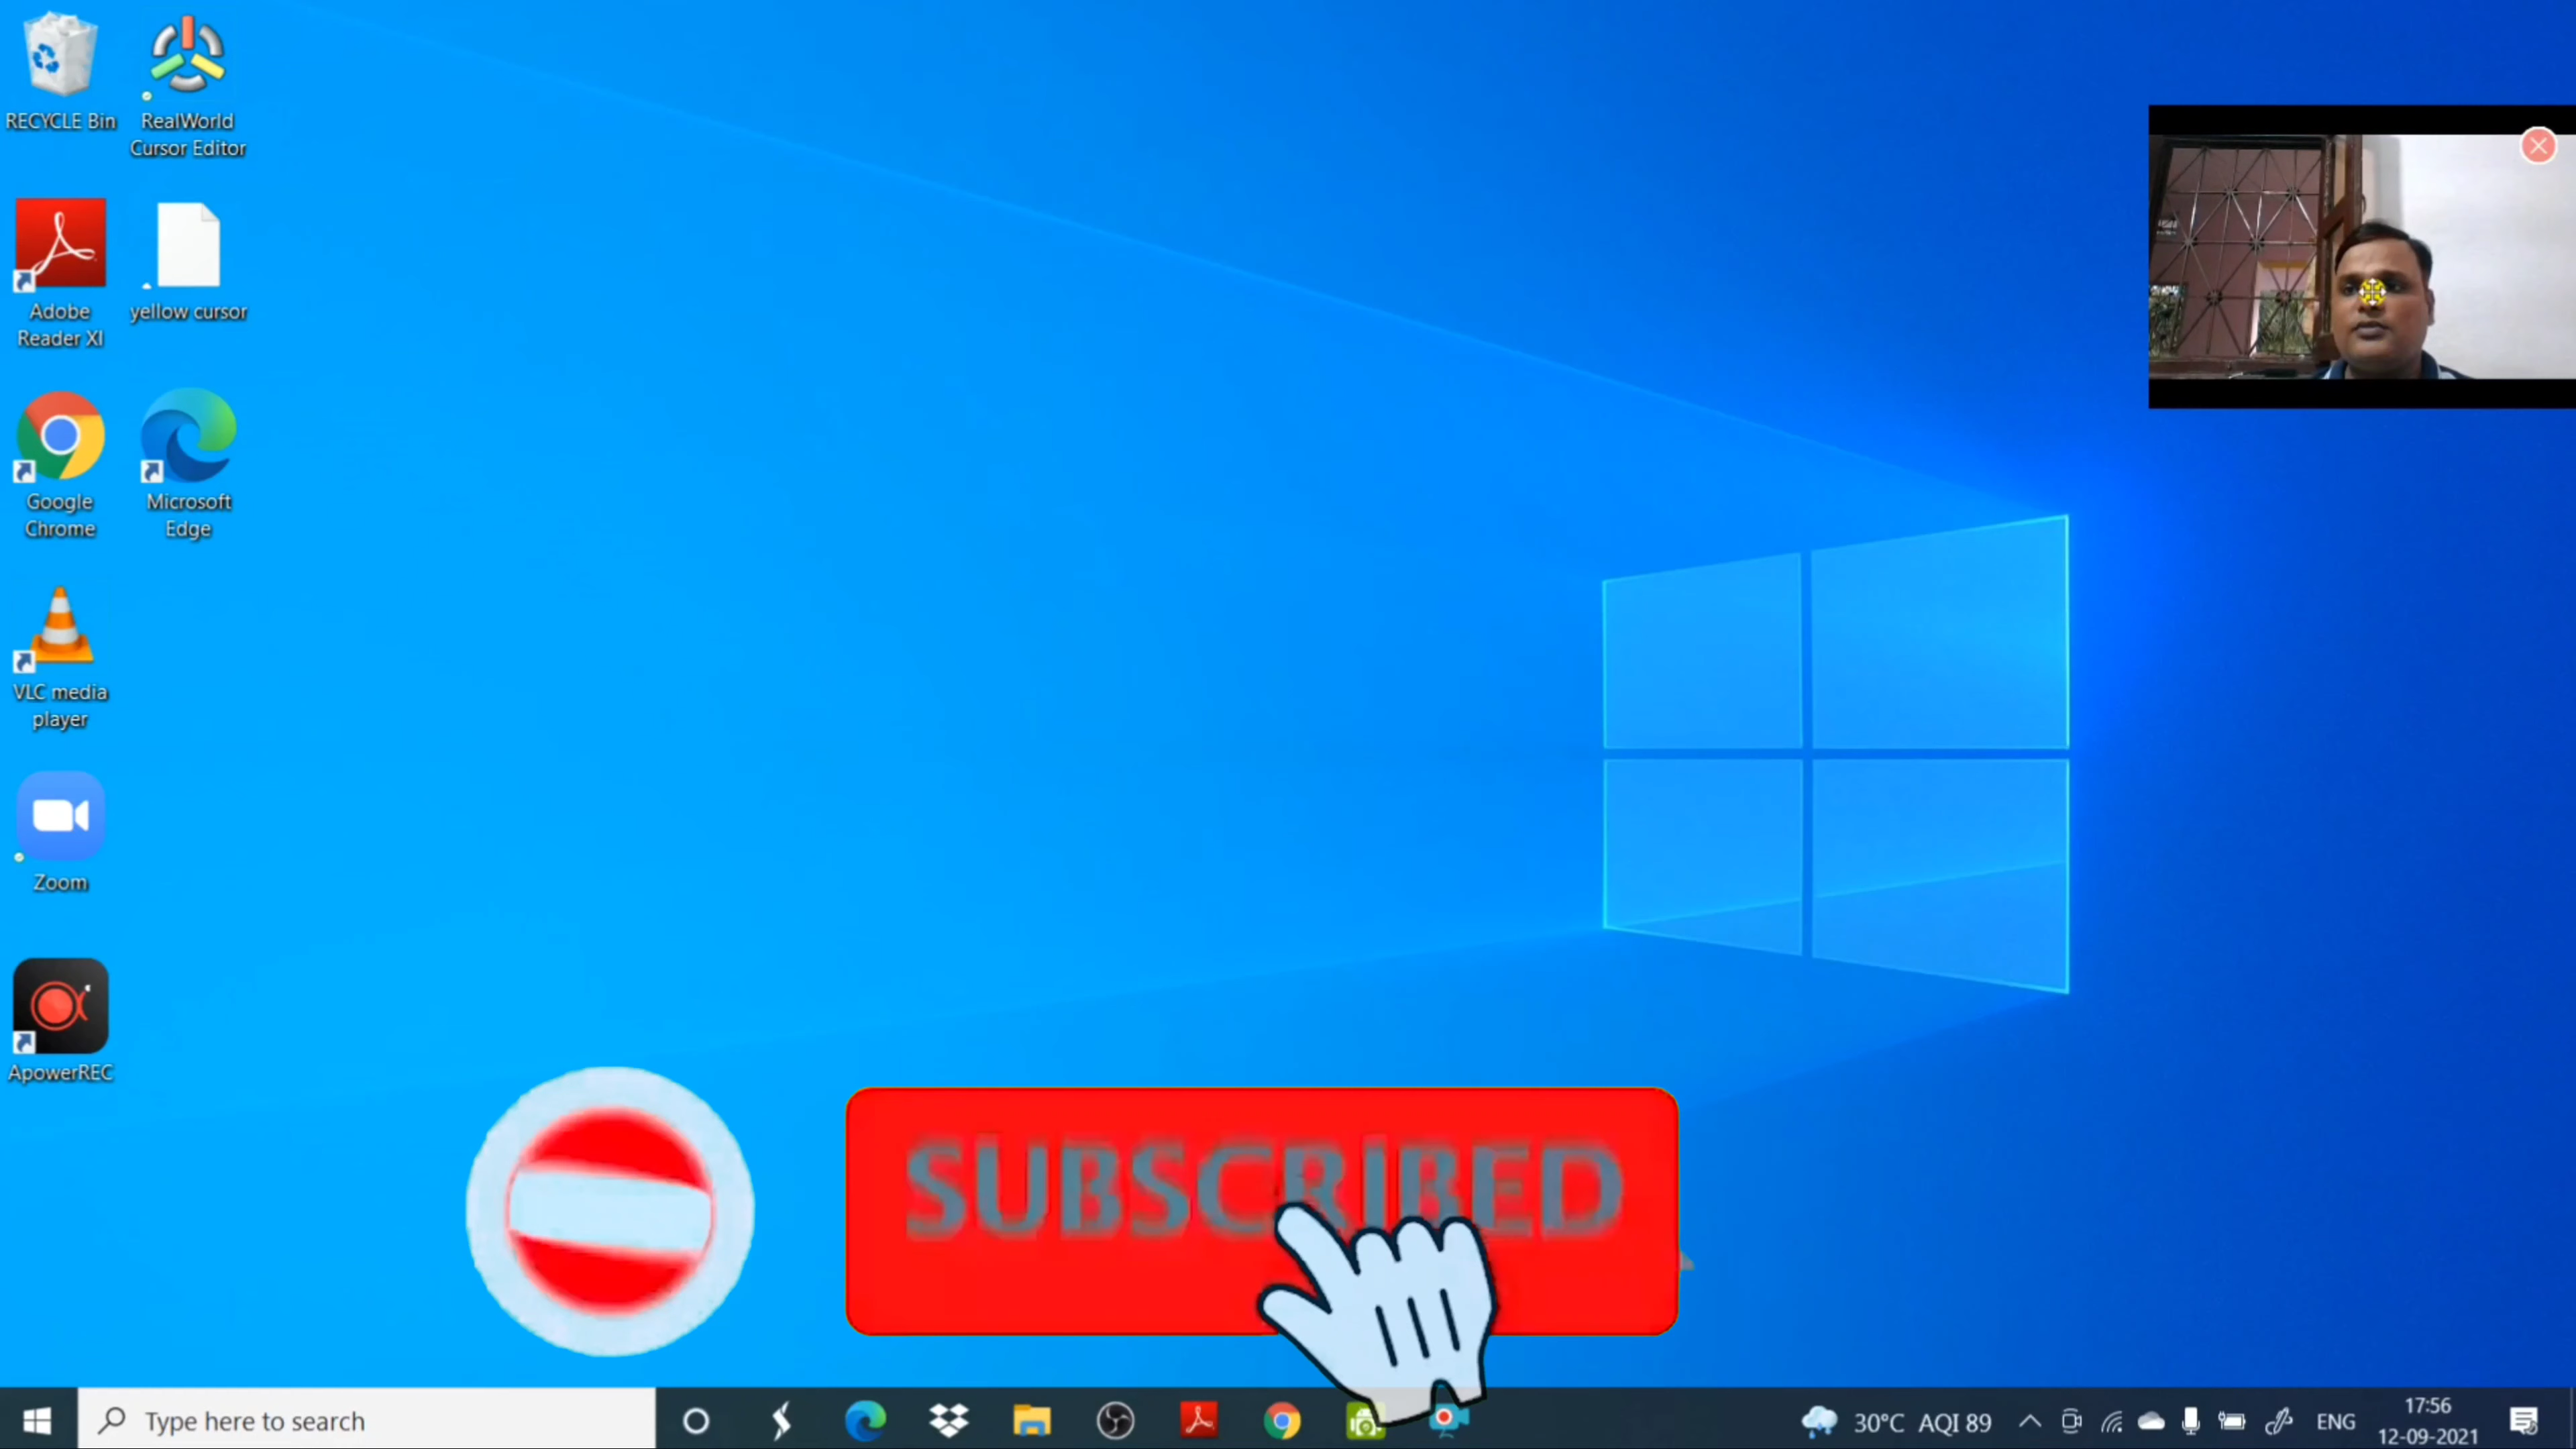 RECYCLE Bin
RealWorld
Cursor Editor
Adobe
Reader XI
yellow cursor
Google
Chrome
Microsoft
Edge
VLC media
player
Zoom
ApowerREC
SUBSCRIBED
Type here to search
30°C AQI 89
ENG
17:56
12-09-2021